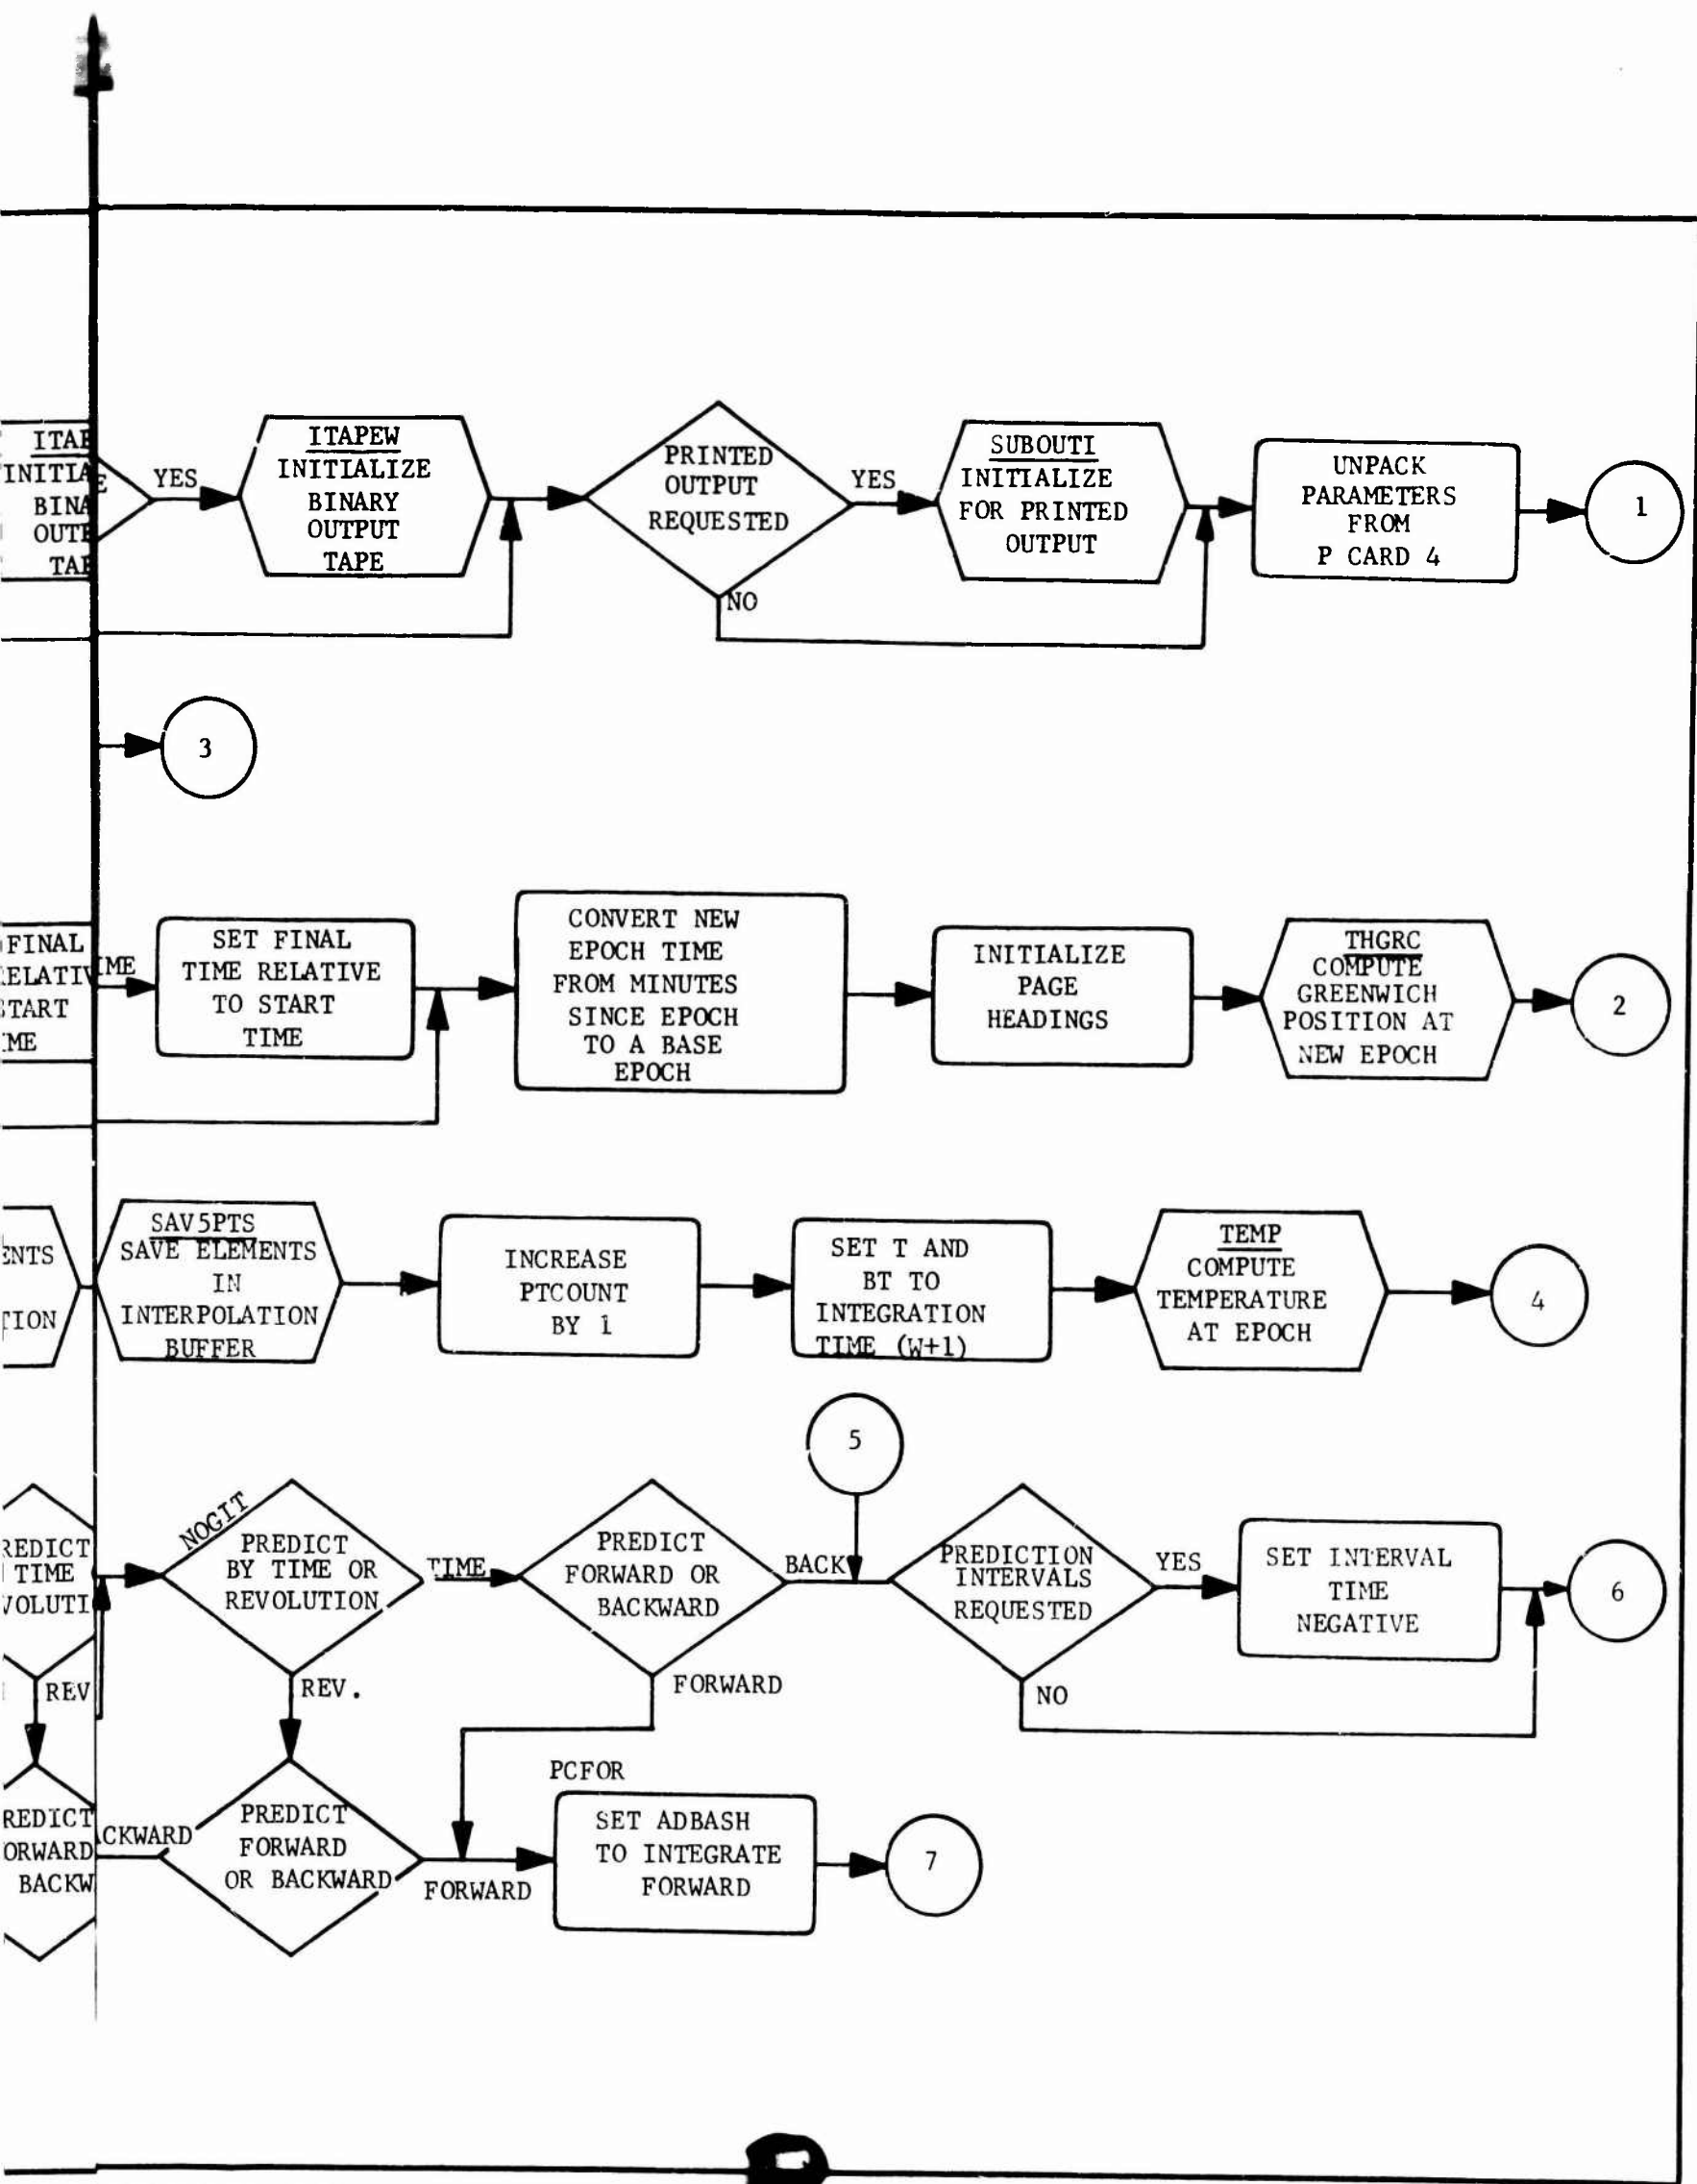 ITAPEW
INITIALIZE
BINARY
OUTPUT
TAPE
YES
PRINTED
OUTPUT
REQUESTED
YES
NO
SUBOUTI
INITIALIZE
FOR PRINTED
OUTPUT
UNPACK
PARAMETERS
FROM
P CARD 4
1
3
FINAL
START
SET FINAL
TIME RELATIVE
TO START
TIME
CONVERT NEW
EPOCH TIME
FROM MINUTES
SINCE EPOCH
TO A BASE
EPOCH
INITIALIZE
PAGE
HEADINGS
THGRC
COMPUTE
GREENWICH
POSITION AT
NEW EPOCH
2
SAV5PTS
SAVE ELEMENTS
IN
INTERPOLATION
BUFFER
INCREASE
PTCOUNT
BY 1
SET T AND
BT TO
INTEGRATION
TIME (W+1)
TEMP
COMPUTE
TEMPERATURE
AT EPOCH
4
5
TIME
REV
NOGIT
PREDICT
BY TIME OR
REVOLUTION
TIME
REV.
PREDICT
FORWARD OR
BACKWARD
BACK
FORWARD
PREDICTION
INTERVALS
REQUESTED
YES
NO
SET INTERVAL
TIME
NEGATIVE
6
PREDICT
FORWARD
OR BACKWARD
FORWARD
PCFOR
SET ADBASH
TO INTEGRATE
FORWARD
7